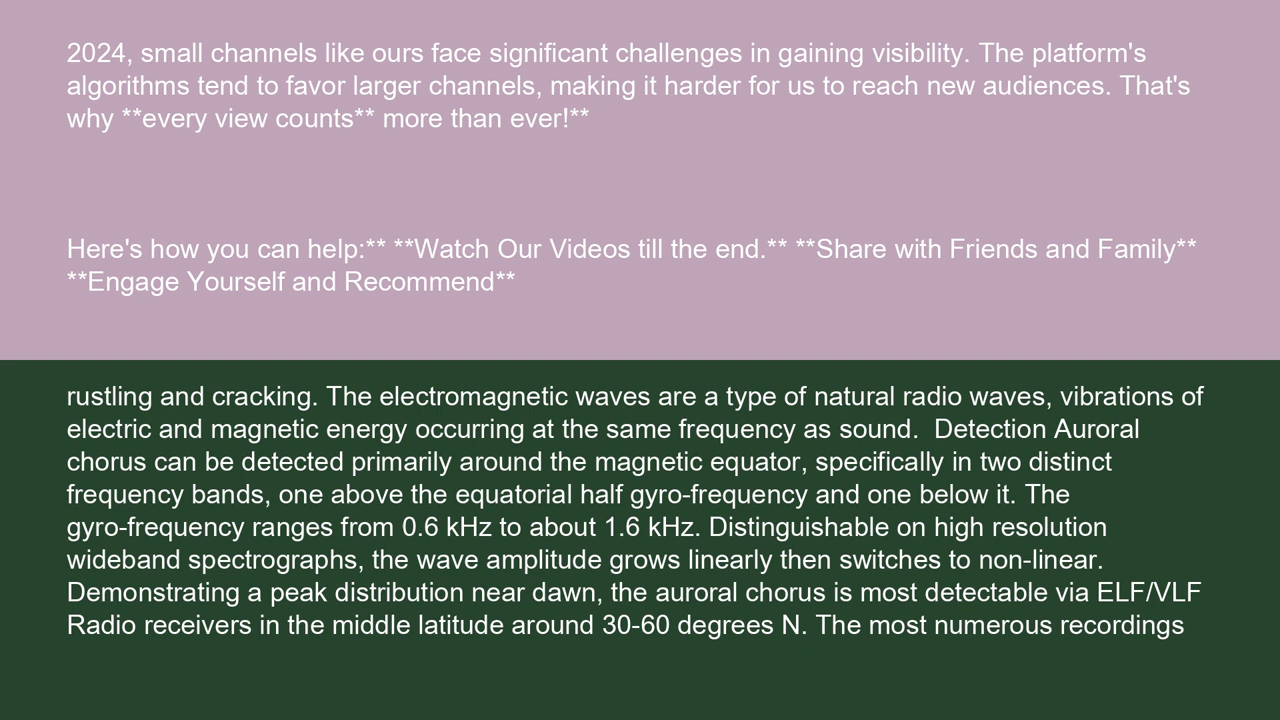 2024, small channels like ours face significant challenges in gaining visibility. The platform's
algorithms tend to favor larger channels, making it harder for us to reach new audiences. That's
why **every view counts** more than ever!**
Here's how you can help:** **Watch Our Videos till the end.** **Share with Friends and Family**
**Engage Yourself and Recommend**
rustling and cracking. The electromagnetic waves are a type of natural radio waves, vibrations of
electric and magnetic energy occurring at the same frequency as sound.  Detection Auroral
chorus can be detected primarily around the magnetic equator, specifically in two distinct
frequency bands, one above the equatorial half gyro-frequency and one below it. The
gyro-frequency ranges from 0.6 kHz to about 1.6 kHz. Distinguishable on high resolution
wideband spectrographs, the wave amplitude grows linearly then switches to non-linear.
Demonstrating a peak distribution near dawn, the auroral chorus is most detectable via ELF/VLF
Radio receivers in the middle latitude around 30-60 degrees N. The most numerous recordings